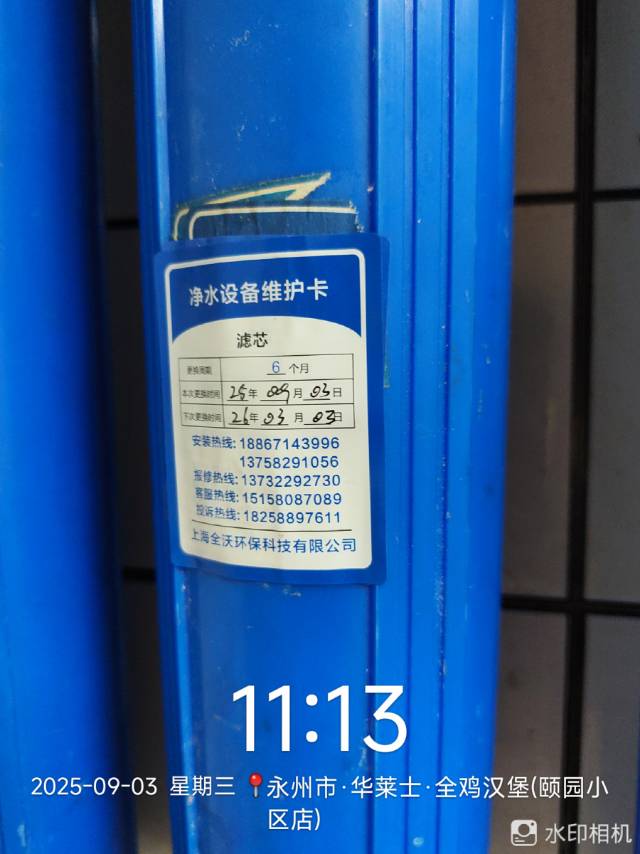 净水设备维护卡
滤芯
更换周期 6 个月
本次更换时间 25年 09月 03日
下次更换时间 26年 03月 03日
安装热线:18867143996
13758291056
报修热线:13732292730
客服热线:15158087089
投诉热线:18258897611
上海全沃环保科技有限公司
11:13
2025-09-03 星期三 永州市·华莱士·全鸡汉堡(颐园小
区店)
水印相机